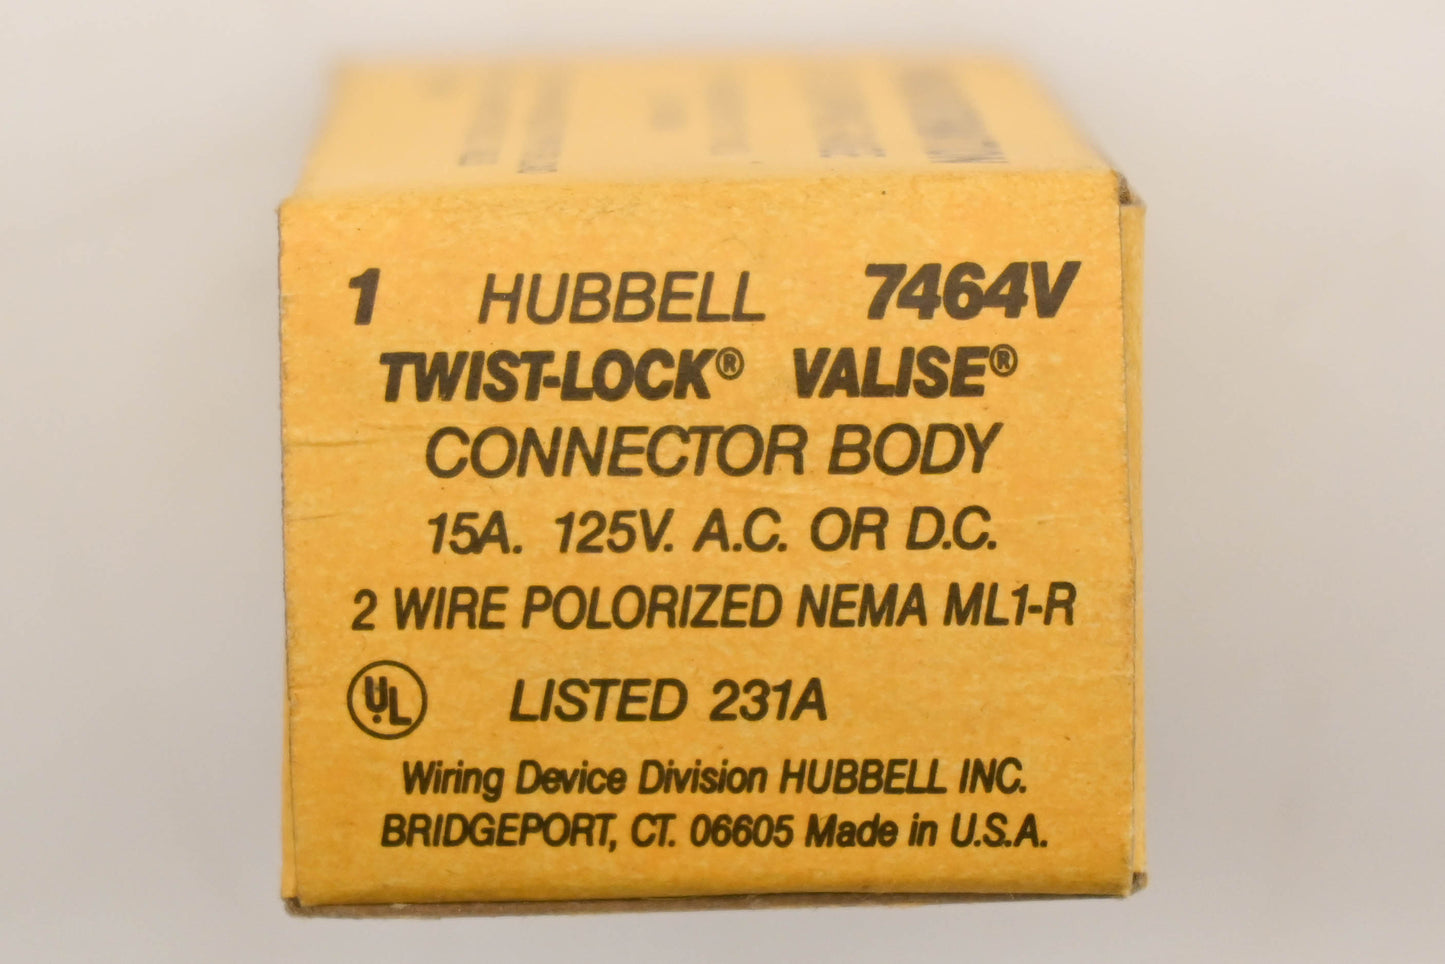 1 HUBBELL 7464V
TWIST-LOCK® VALISE®
CONNECTOR BODY
15A. 125V. A.C. OR D.C.
2 WIRE POLORIZED NEMA ML1-R
UL LISTED 231A
Wiring Device Division HUBBELL INC.
BRIDGEPORT, CT. 06605 Made in U.S.A.